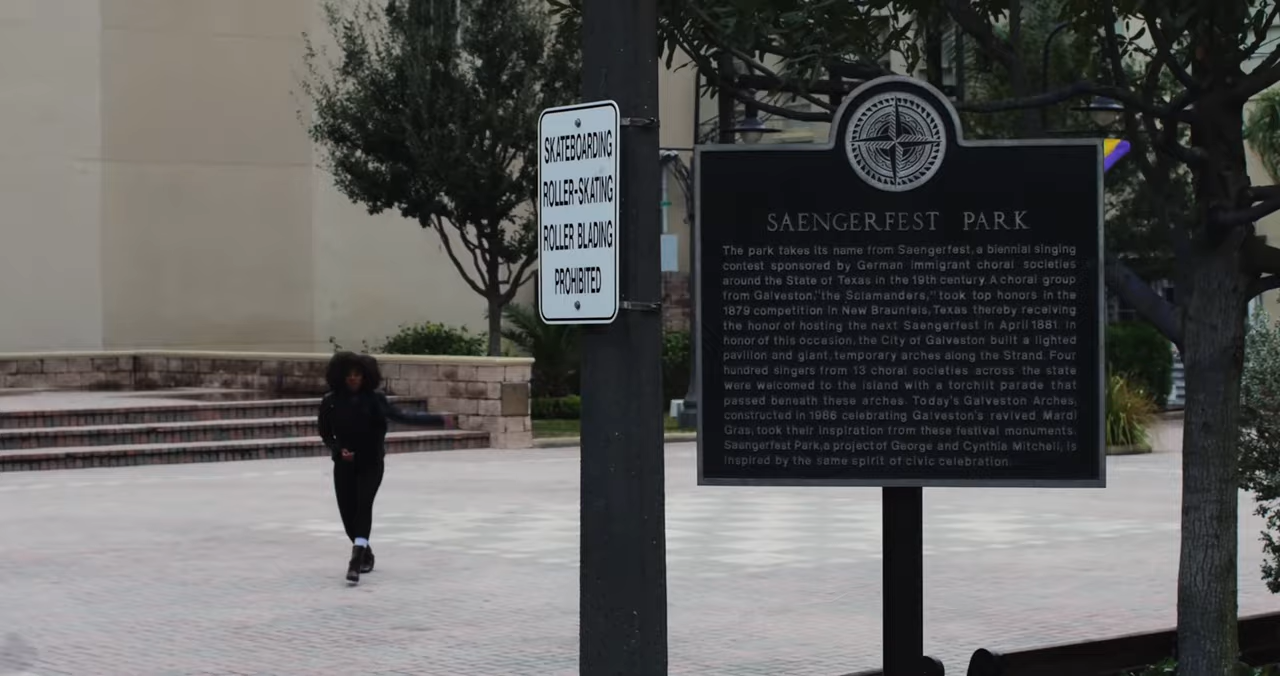 SKATEBOARDING
ROLLER-SKATING
ROLLER BLADING
PROHIBITED
SAENGERFEST PARK
The park takes its name from Saengerfest, a biennial singing
contest sponsored by German immigrant choral societies
around the State of Texas in the 19th century. A choral group
from Galveston, "the Salamanders," took top honors in the
1879 competition in New Braunfels, Texas thereby receiving
the honor of hosting the next Saengerfest in April 1881. In
honor of this occasion, the City of Galveston built a lighted
pavilion and giant, temporary arches along the Strand. Four
hundred singers from 13 choral societies across the state
were welcomed to the island with a torchlit parade that
passed beneath these arches. Today's Galveston Arches,
constructed in 1986 celebrating Galveston's revived Mardi
Gras, took their inspiration from these festival monuments.
Saengerfest Park, a project of George and Cynthia Mitchell, is
inspired by the same spirit of civic celebration.